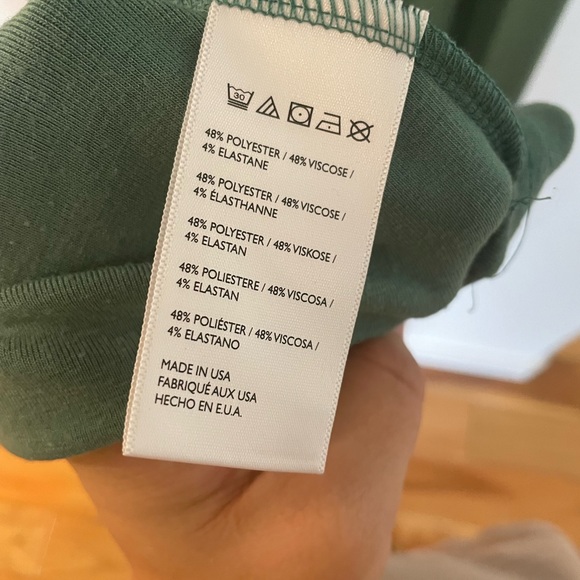 30
48% POLYESTER / 48% VISCOSE /
4% ELASTANE
48% POLYESTER / 48% VISCOSE /
4% ÉLASTHANNE
48% POLYESTER / 48% VISKOSE /
4% ELASTAN
48% POLIESTERE / 48% VISCOSA /
4% ELASTAN
48% POLIÉSTER / 48% VISCOSA /
4% ELASTANO
MADE IN USA
FABRIQUÉ AUX USA
HECHO EN E.U.A.